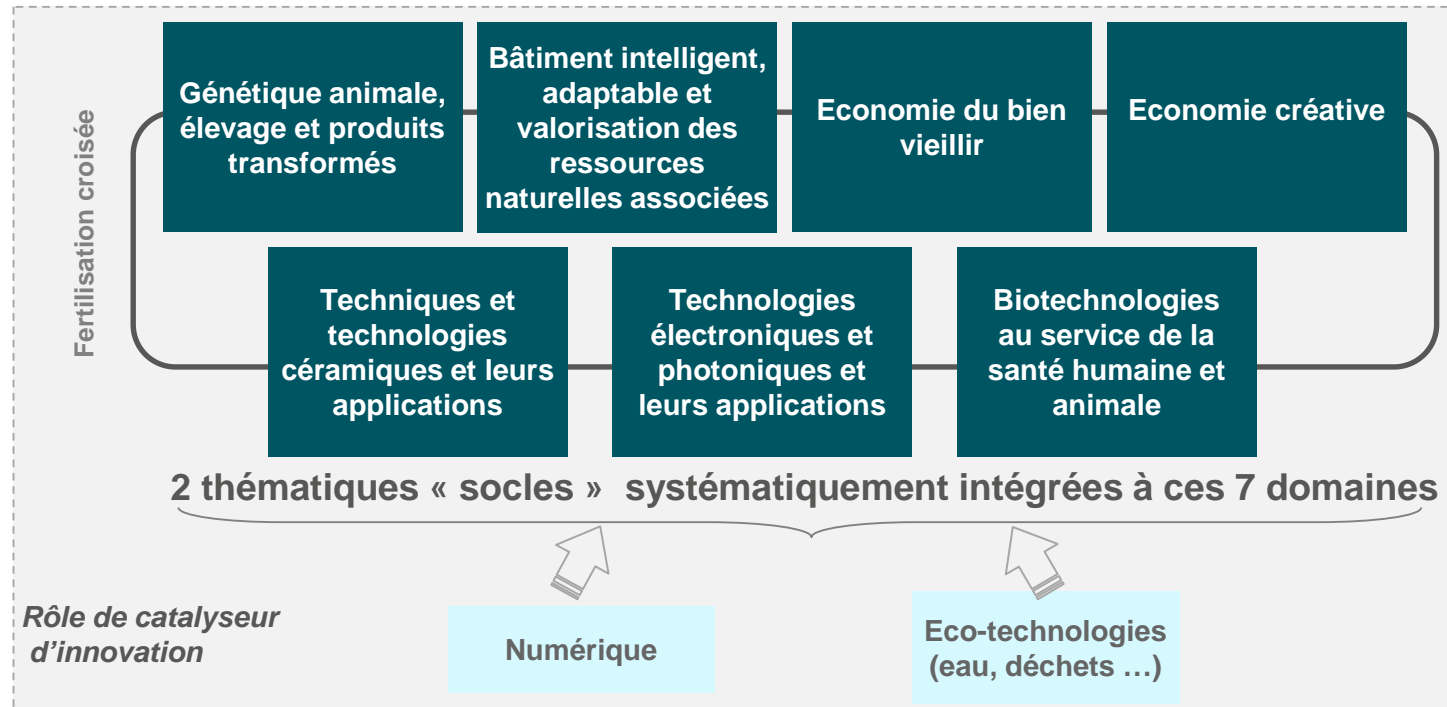 Fertilisation croisée
Génétique animale,
élevage et produits
transformés
Bâtiment intelligent,
adaptable et
valorisation des
ressources
naturelles associées
Economie du bien
vieillir
Economie créative
Techniques et
technologies
céramiques et leurs
applications
Technologies
électroniques et
photoniques et
leurs applications
Biotechnologies
au service de la
santé humaine et
animale
2 thématiques « socles » systématiquement intégrées à ces 7 domaines
Rôle de catalyseur
d’innovation
Numérique
Eco-technologies
(eau, déchets …)